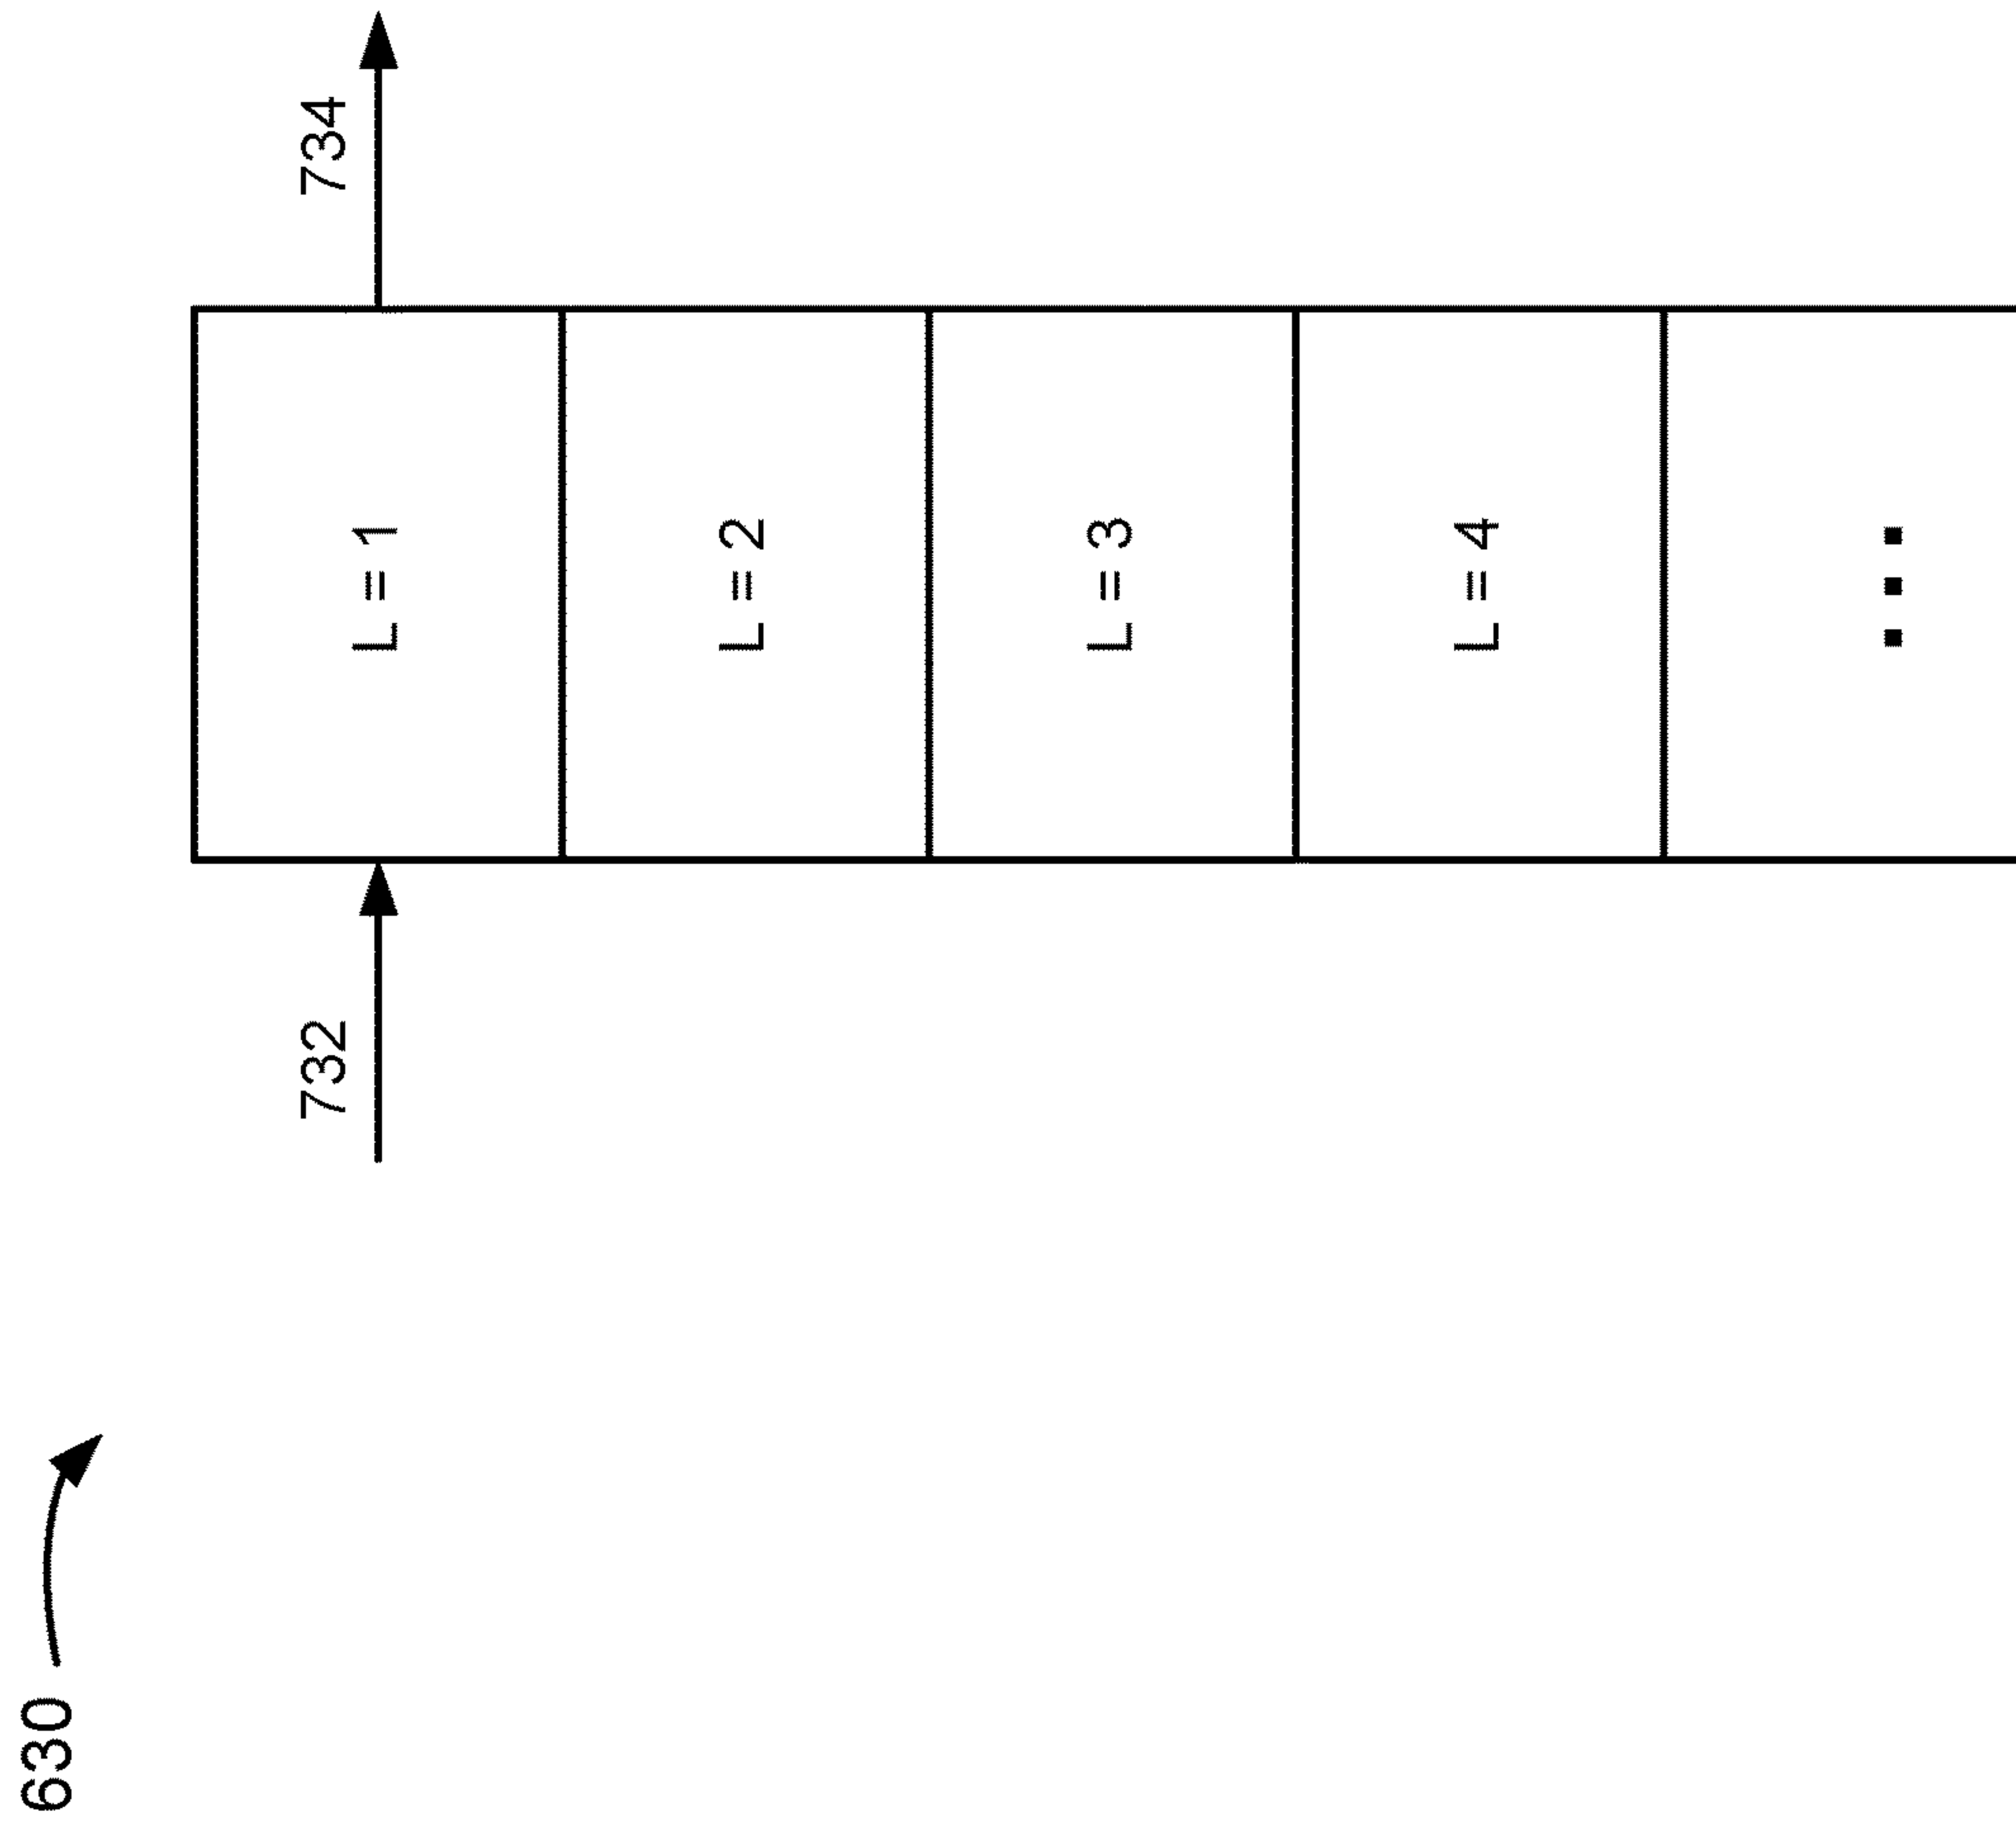 630
732
734
L = 1
L = 2
L = 3
L = 4